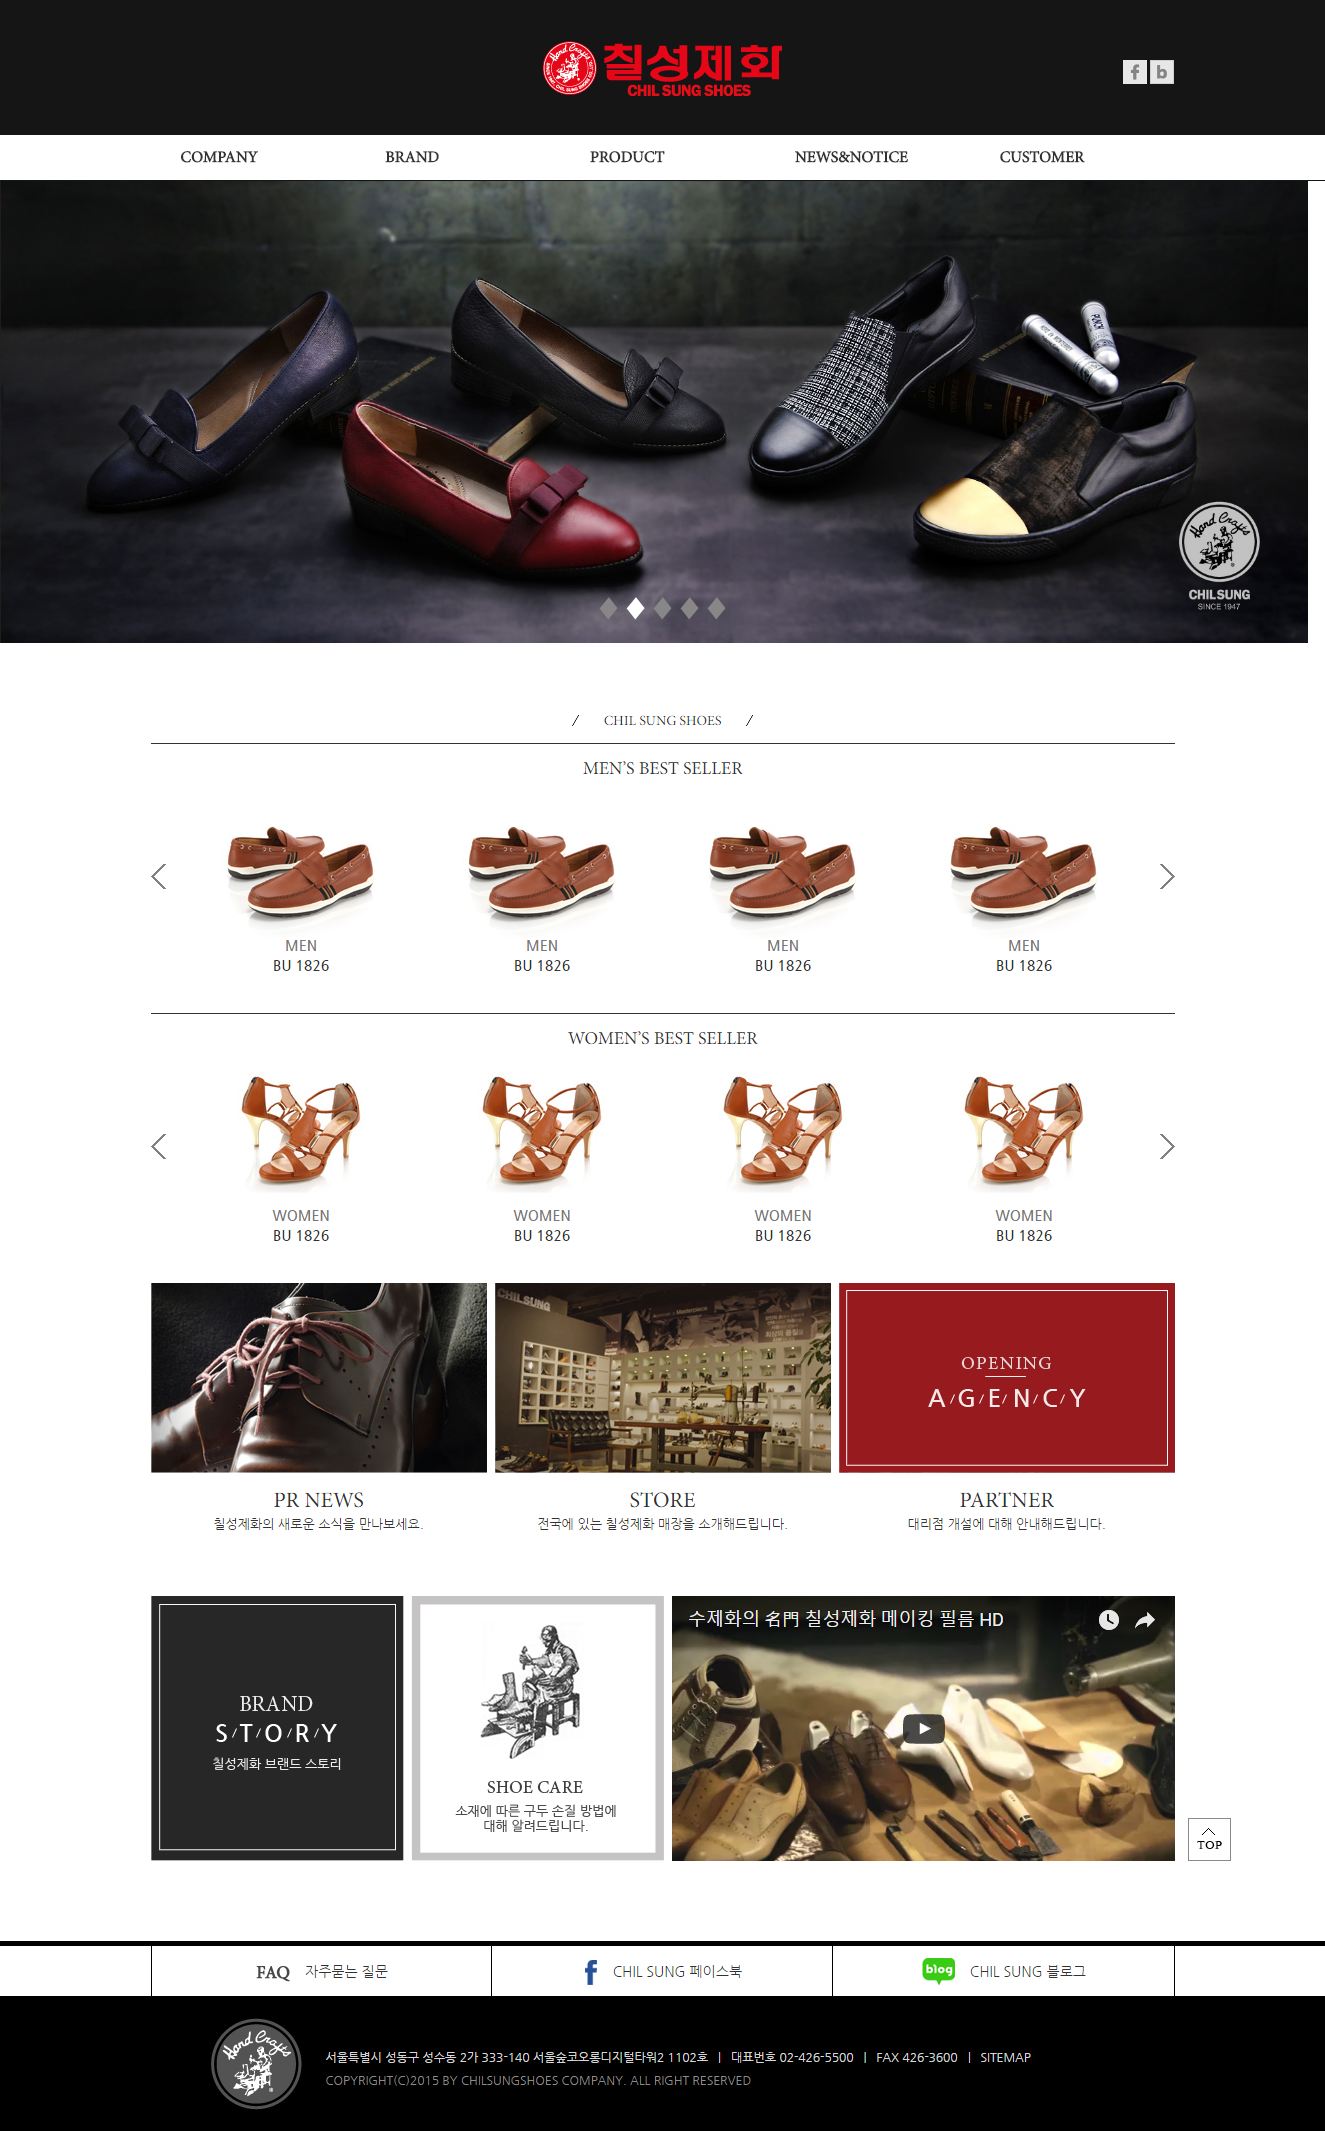 Hand Crafts
칠성제화
CHIL SUNG SHOES
f
b
COMPANY
BRAND
PRODUCT
NEWS&NOTICE
CUSTOMER
Hand Crafts
CHILSUNG
SINCE 1947
/ CHIL SUNG SHOES /
MEN'S BEST SELLER
MEN
BU 1826
MEN
BU 1826
MEN
BU 1826
MEN
BU 1826
WOMEN'S BEST SELLER
WOMEN
BU 1826
WOMEN
BU 1826
WOMEN
BU 1826
WOMEN
BU 1826
CHILSUNG
OPENING
A/G/E/N/C/Y
PR NEWS
칠성제화의 새로운 소식을 만나보세요.
STORE
전국에 있는 칠성제화 매장을 소개해드립니다.
PARTNER
대리점 개설에 대해 안내해드립니다.
BRAND
S/T/O/R/Y
칠성제화 브랜드 스토리
SHOE CARE
소재에 따른 구두 손질 방법에
대해 알려드립니다.
수제화의 名門 칠성제화 메이킹 필름 HD
TOP
FAQ 자주묻는 질문
f CHIL SUNG 페이스북
blog CHIL SUNG 블로그
Hand Crafts
서울특별시 성동구 성수동 2가 333-140 서울숲코오롱디지털타워2 1102호 | 대표번호 02-426-5500 | FAX 426-3600 | SITEMAP
COPYRIGHT(C)2015 BY CHILSUNGSHOES COMPANY. ALL RIGHT RESERVED